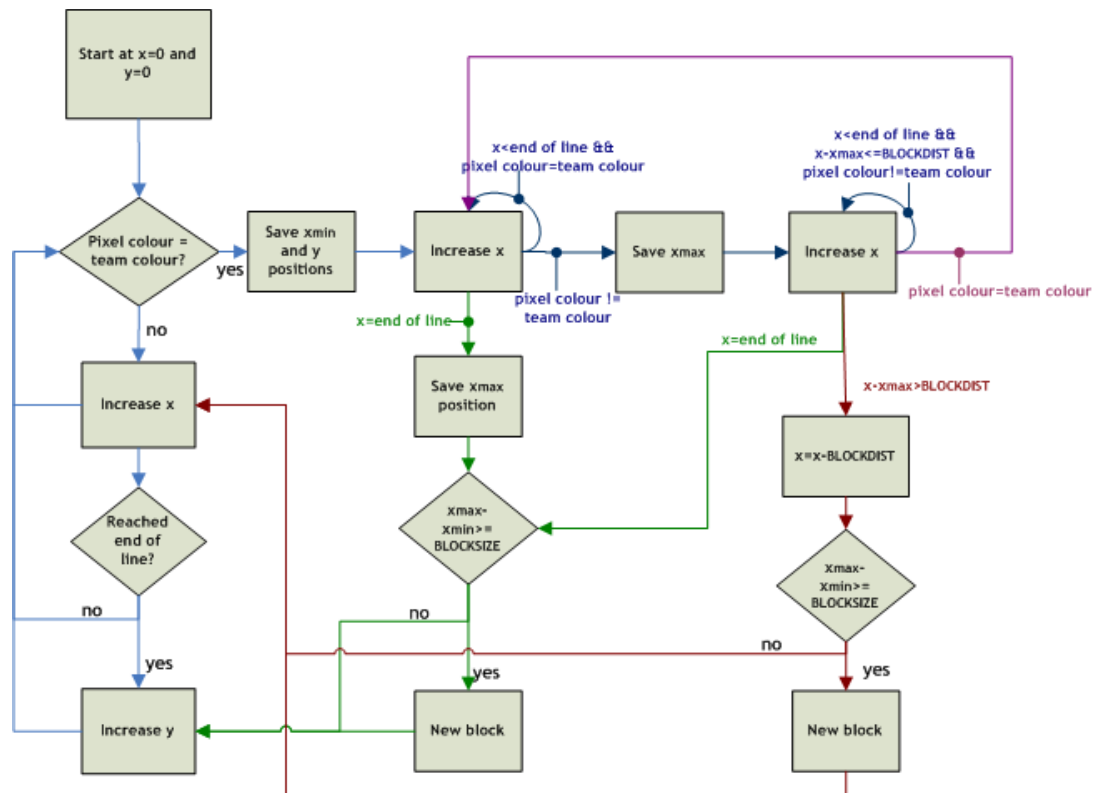 Start at x=0 and
y=0
x<end of line &&
pixel colour=team colour
x<end of line &&
x-xmax<=BLOCKDIST &&
pixel colour!=team colour
Pixel colour =
team colour?
yes
Save xmin
and y
positions
Increase x
Save xmax
Increase x
pixel colour !=
team colour
pixel colour=team colour
no
x=end of line
x=end of line
Increase x
Save xmax
position
x-xmax>BLOCKDIST
x=x-BLOCKDIST
Reached
end of
line?
xmax-
xmin>=
BLOCKSIZE
xmax-
xmin>=
BLOCKSIZE
no
no
no
yes
yes
yes
Increase y
New block
New block